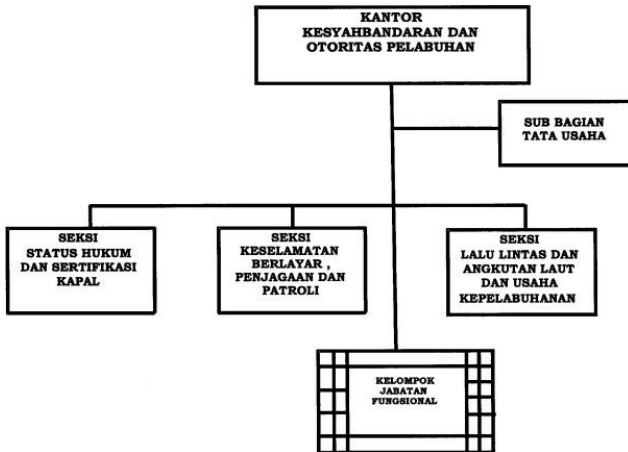 KANTOR
KESYAHBANDARAN DAN
OTORITAS PELABUHAN
SUB BAGIAN
TATA USAHA
SEKSI
STATUS HUKUM
DAN SERTIFIKASI
KAPAL
SEKSI
KESELAMATAN
BERLAYAR ,
PENJAGAAN DAN
PATROLI
SEKSI
LALU LINTAS DAN
ANGKUTAN LAUT
DAN USAHA
KEPELABUHANAN
KELOMPOK
JABATAN
FUNGSIONAL